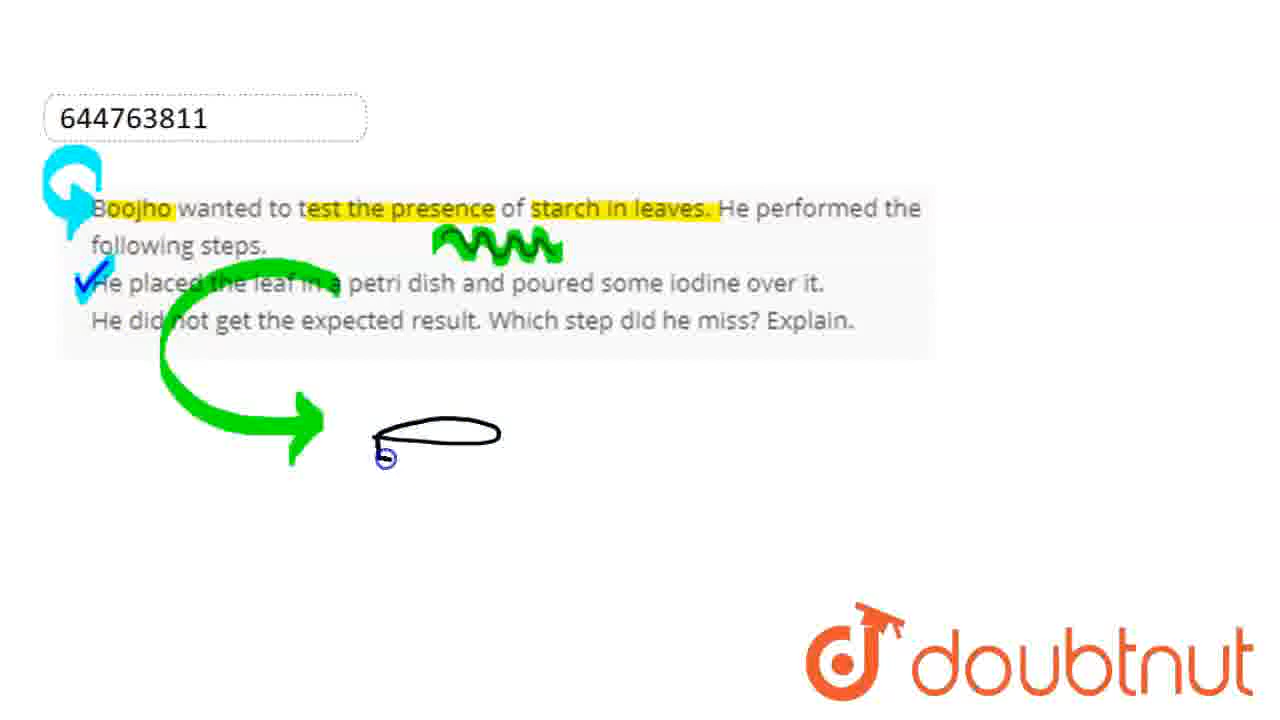 644763811
Boojho wanted to test the presence of starch in leaves. He performed the
following steps.
He placed the leaf in a petri dish and poured some iodine over it.
He did not get the expected result. Which step did he miss? Explain.
doubtnut